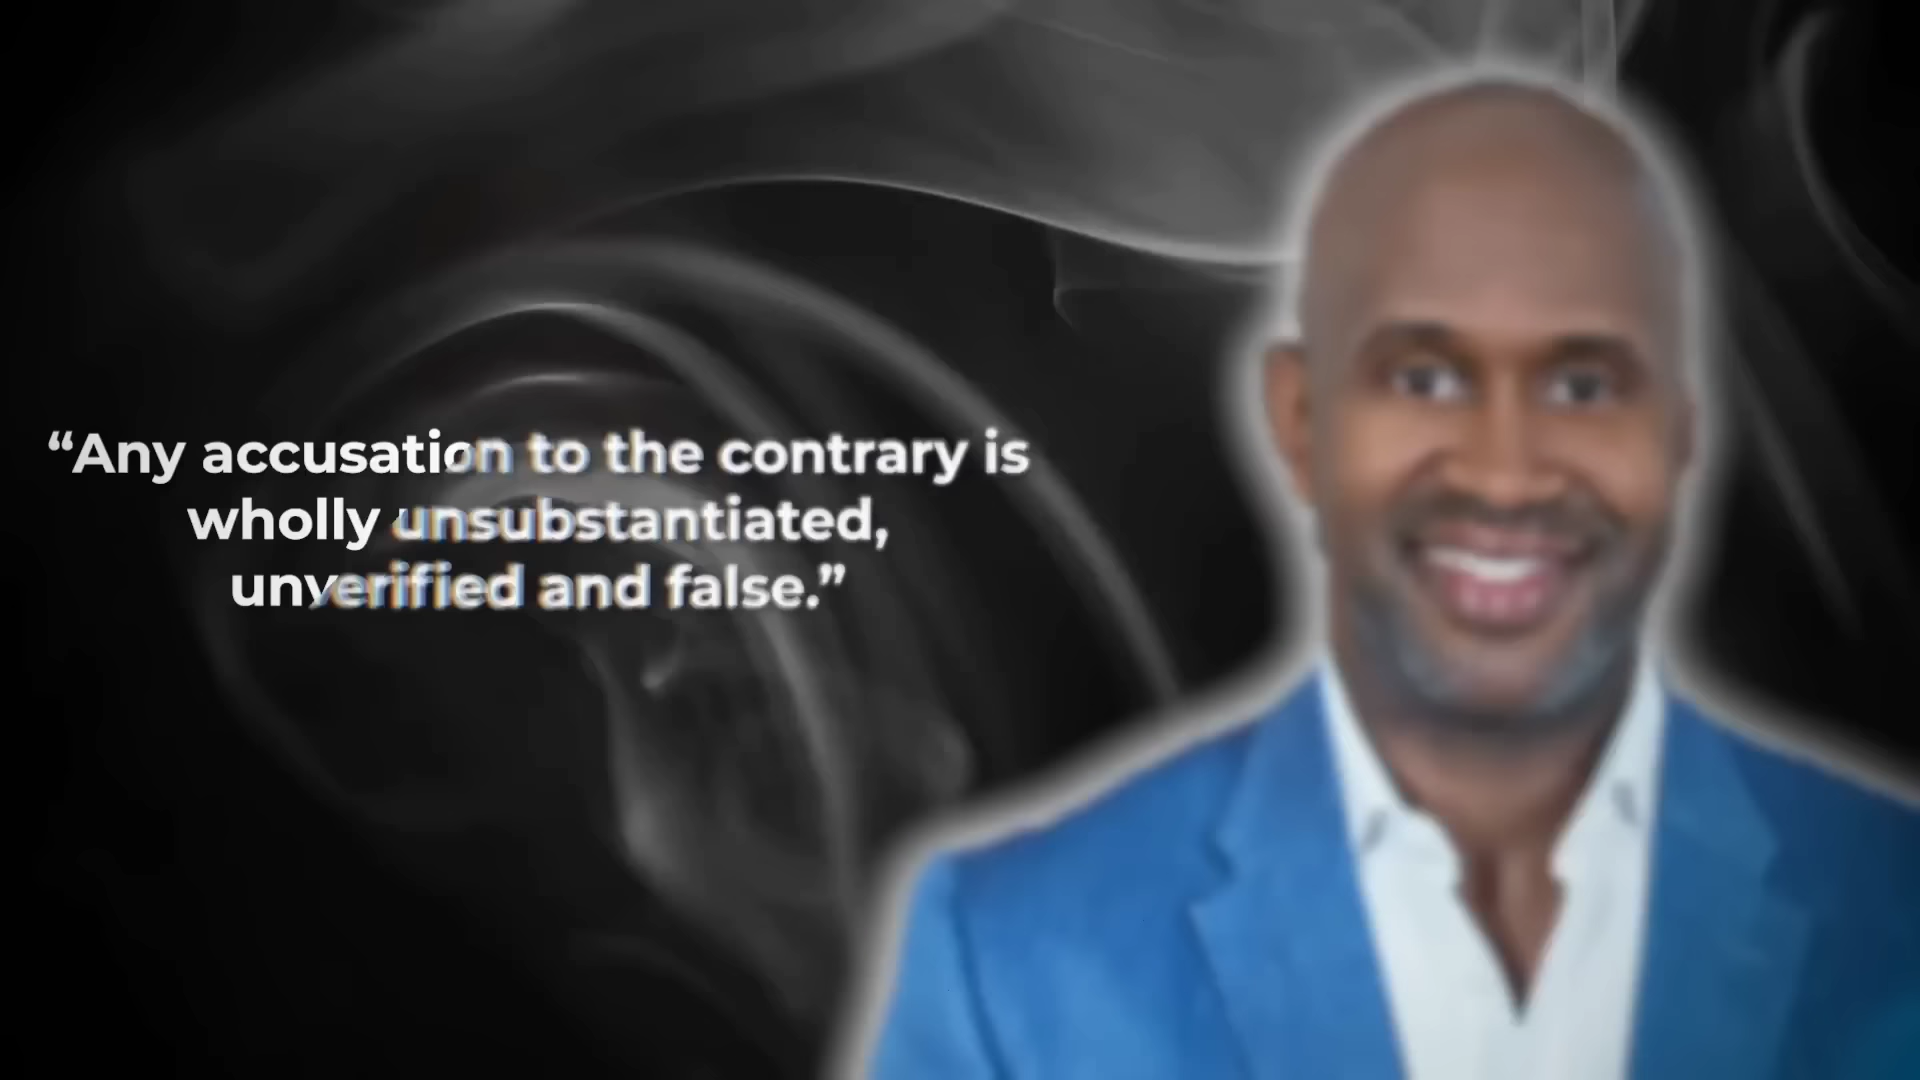 “Any accusation to the contrary is
wholly unsubstantiated,
unverified and false.”